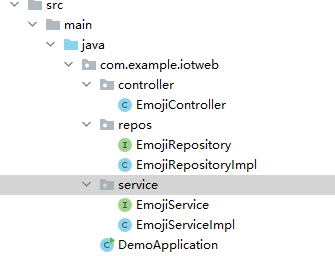 src
main
java
com.example.iotweb
controller
C EmojiController
repos
I EmojiRepository
C EmojiRepositoryImpl
service
I EmojiService
C EmojiServiceImpl
DemoApplication